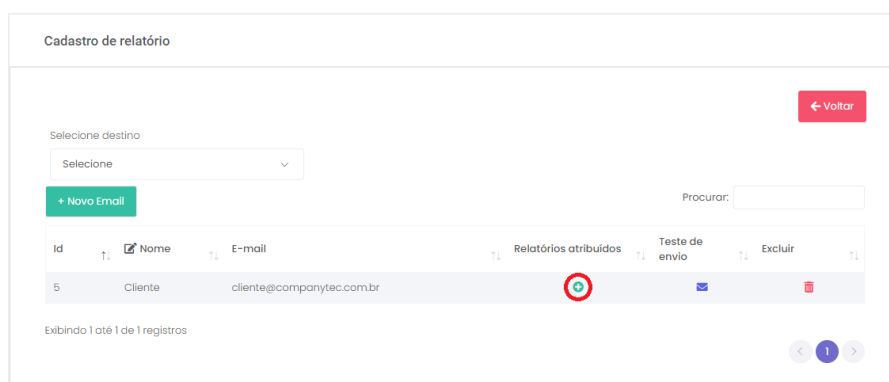 Cadastro de relatório
Voltar
Selecione destino
Selecione
+ Novo Email
Procurar:
Id Nome E-mail Relatórios atribuídos Teste de envio Excluir
5 Cliente cliente@companytec.com.br
Exibindo 1 até 1 de 1 registros
< 1 >